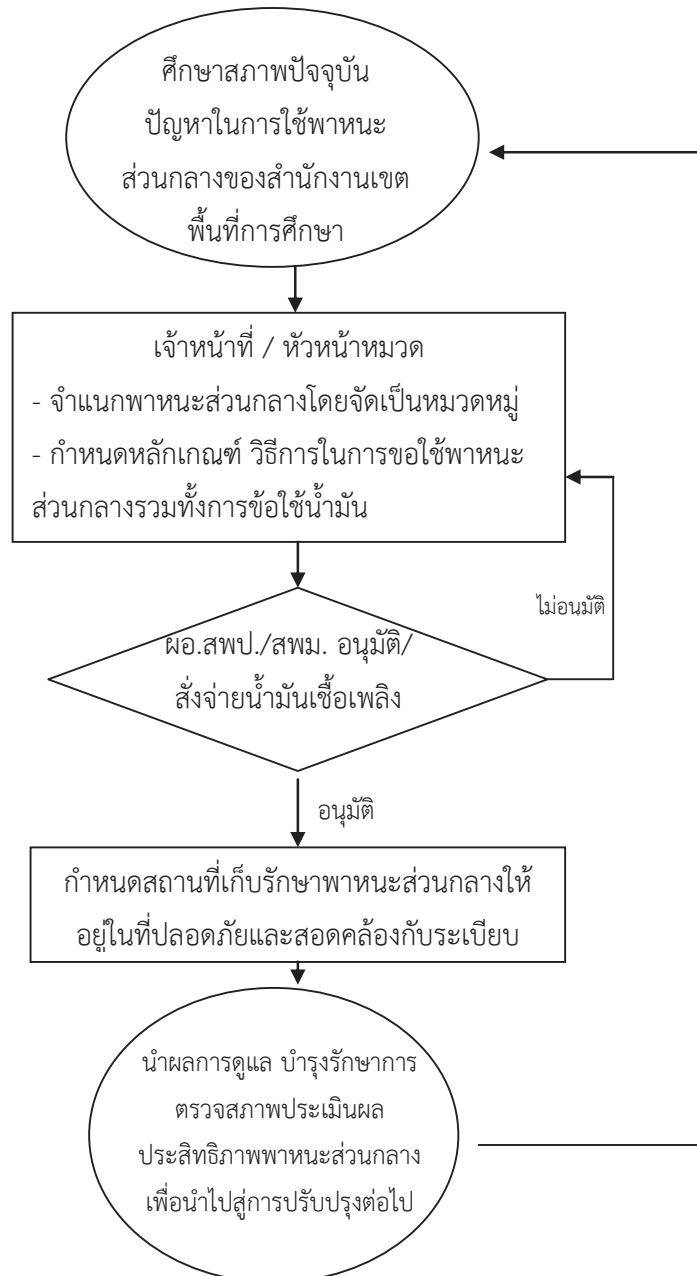 ศึกษาสภาพปัจจุบัน
ปัญหาในการใช้พาหนะ
ส่วนกลางของสำนักงานเขต
พื้นที่การศึกษา
เจ้าหน้าที่ / หัวหน้าหมวด
- จำแนกพาหนะส่วนกลางโดยจัดเป็นหมวดหมู่
- กำหนดหลักเกณฑ์ วิธีการในการขอใช้พาหนะ
ส่วนกลางรวมทั้งการข้อใช้น้ำมัน
ไม่อนุมัติ
ผอ.สพป./สพม. อนุมัติ/
สั่งจ่ายน้ำมันเชื้อเพลิง
อนุมัติ
กำหนดสถานที่เก็บรักษาพาหนะส่วนกลางให้
อยู่ในที่ปลอดภัยและสอดคล้องกับระเบียบ
นำผลการดูแล บำรุงรักษาการ
ตรวจสภาพประเมินผล
ประสิทธิภาพพาหนะส่วนกลาง
เพื่อนำไปสู่การปรับปรุงต่อไป